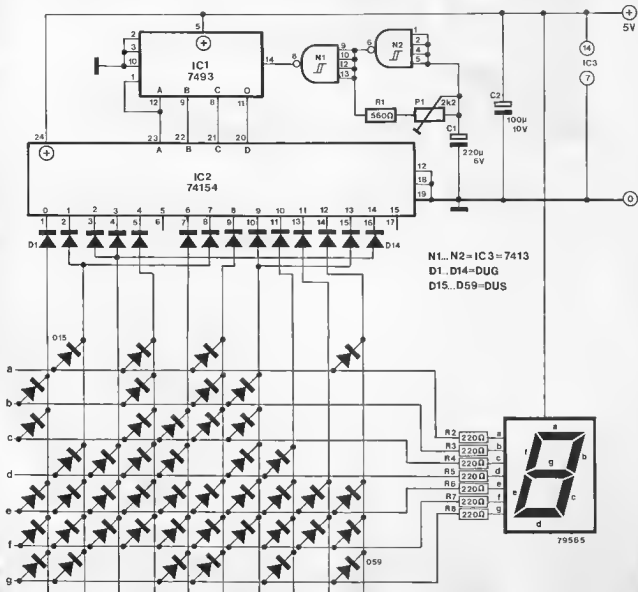 5V
5
2
3
10
1
IC1
7493
14
A B C D
12 9 8 11
8 N1 9 10 12 13
6 N2 1 2 4 5
R1
560Ω
P1
2k2
C1
220µ
6V
C2
100µ
10V
14
IC3
7
24
23 22 21 20
A B C D
IC2
74154
12
18
19
0
0 1 2 3 4 5 6 7 8 9 10 11 12 13 14 15
1 2 3 4 5 6 7 8 9 10 11 13 14 15 16 17
D1
D14
N1...N2=IC3=7413
D1...D14=DUG
D15...D59=DUS
D15
a
b
c
d
e
f
g
D59
R2 220Ω a
R3 220Ω b
R4 220Ω c
R5 220Ω d
R6 220Ω e
R7 220Ω f
R8 220Ω g
a
f b
g
e c
d
79565